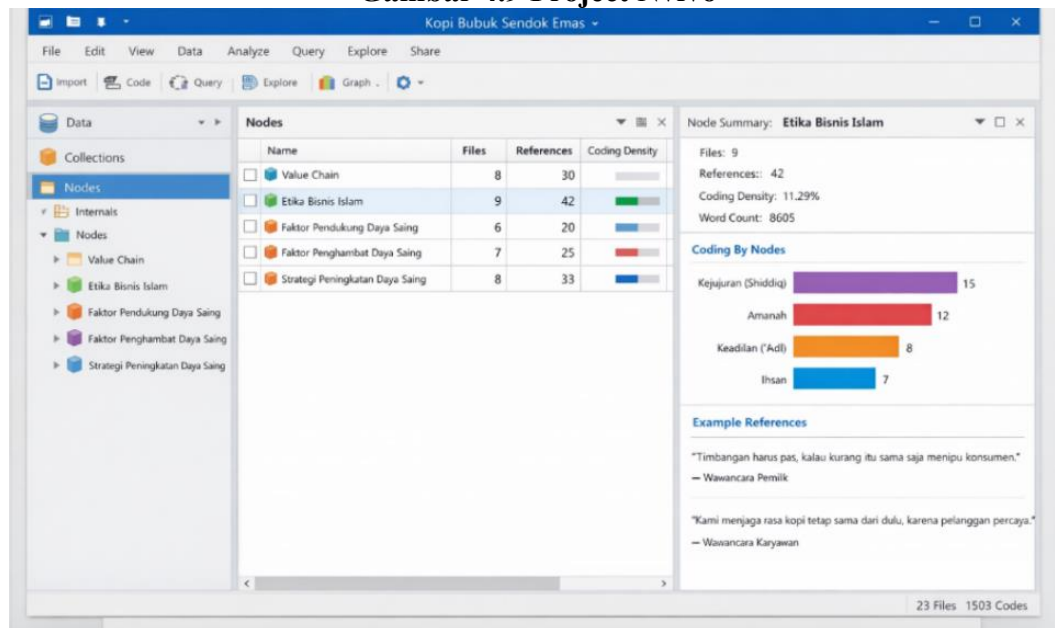 Kopi Bubuk Sendok Emas
File Edit View Data Analyze Query Explore Share
Import Code Query Explore Graph
Data
Collections
Nodes
Internals
Nodes
Value Chain
Etika Bisnis Islam
Faktor Pendukung Daya Saing
Faktor Penghambat Daya Saing
Strategi Peningkatan Daya Saing
Nodes
Name Files References Coding Density
Value Chain 8 30
Etika Bisnis Islam 9 42
Faktor Pendukung Daya Saing 6 20
Faktor Penghambat Daya Saing 7 25
Strategi Peningkatan Daya Saing 8 33
Node Summary: Etika Bisnis Islam
Files: 9
References:: 42
Coding Density: 11.29%
Word Count: 8605
Coding By Nodes
Kejujuran (Shiddiq) 15
Amanah 12
Keadilan ('Adl) 8
Ihsan 7
Example References
"Timbangan harus pas, kalau kurang itu sama saja menipu konsumen."
— Wawancara Pemilk
"Kami menjaga rasa kopi tetap sama dari dulu, karena pelanggan percaya."
— Wawancara Karyawan
23 Files 1503 Codes